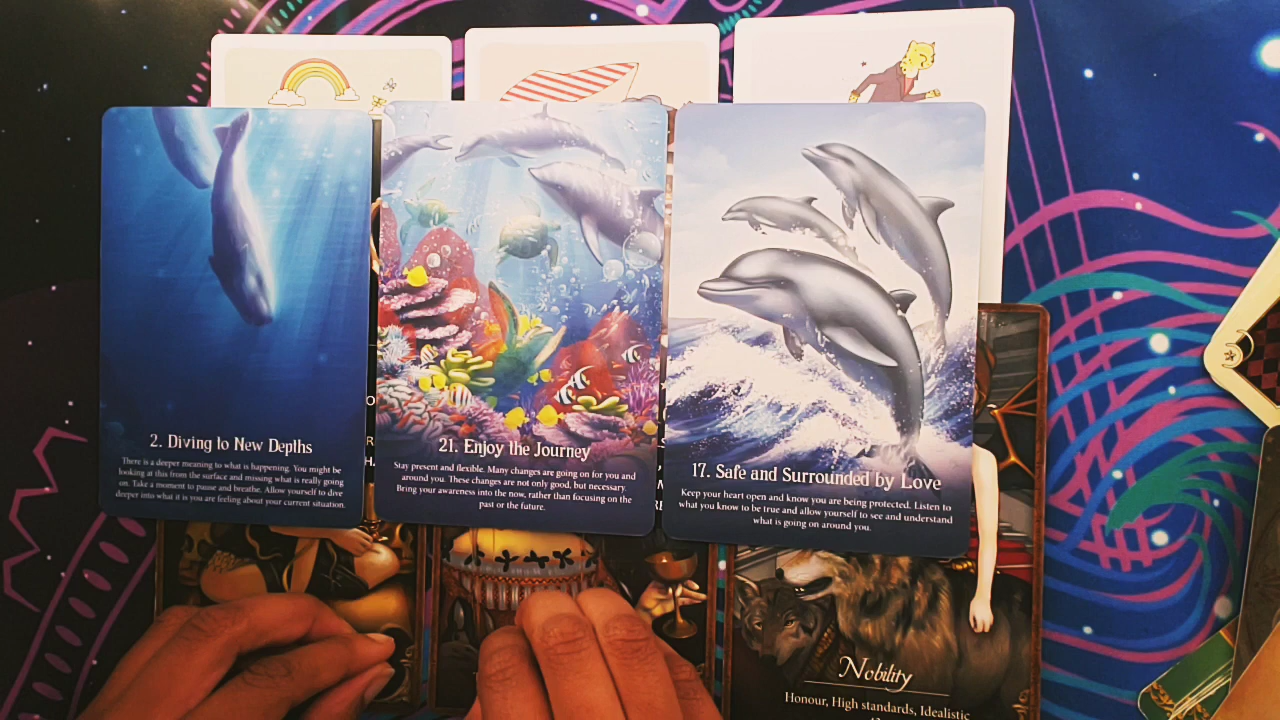 2. Diving to New Depths
There is a deeper meaning to what is happening. You might be
looking at this from the surface and missing what is really going
on. Take a moment to pause and breathe. Allow yourself to dive
deeper into what it is you are feeling about your current situation.
21. Enjoy the Journey
Stay present and flexible. Many changes are going on for you and
around you. These changes are not only good, but necessary.
Bring your awareness into the now, rather than focusing on the
past or the future.
17. Safe and Surrounded by Love
Keep your heart open and know you are being protected. Listen to
what you know to be true and allow yourself to see and understand
what is going on around you.
Nobility
Honour, High standards, Idealistic